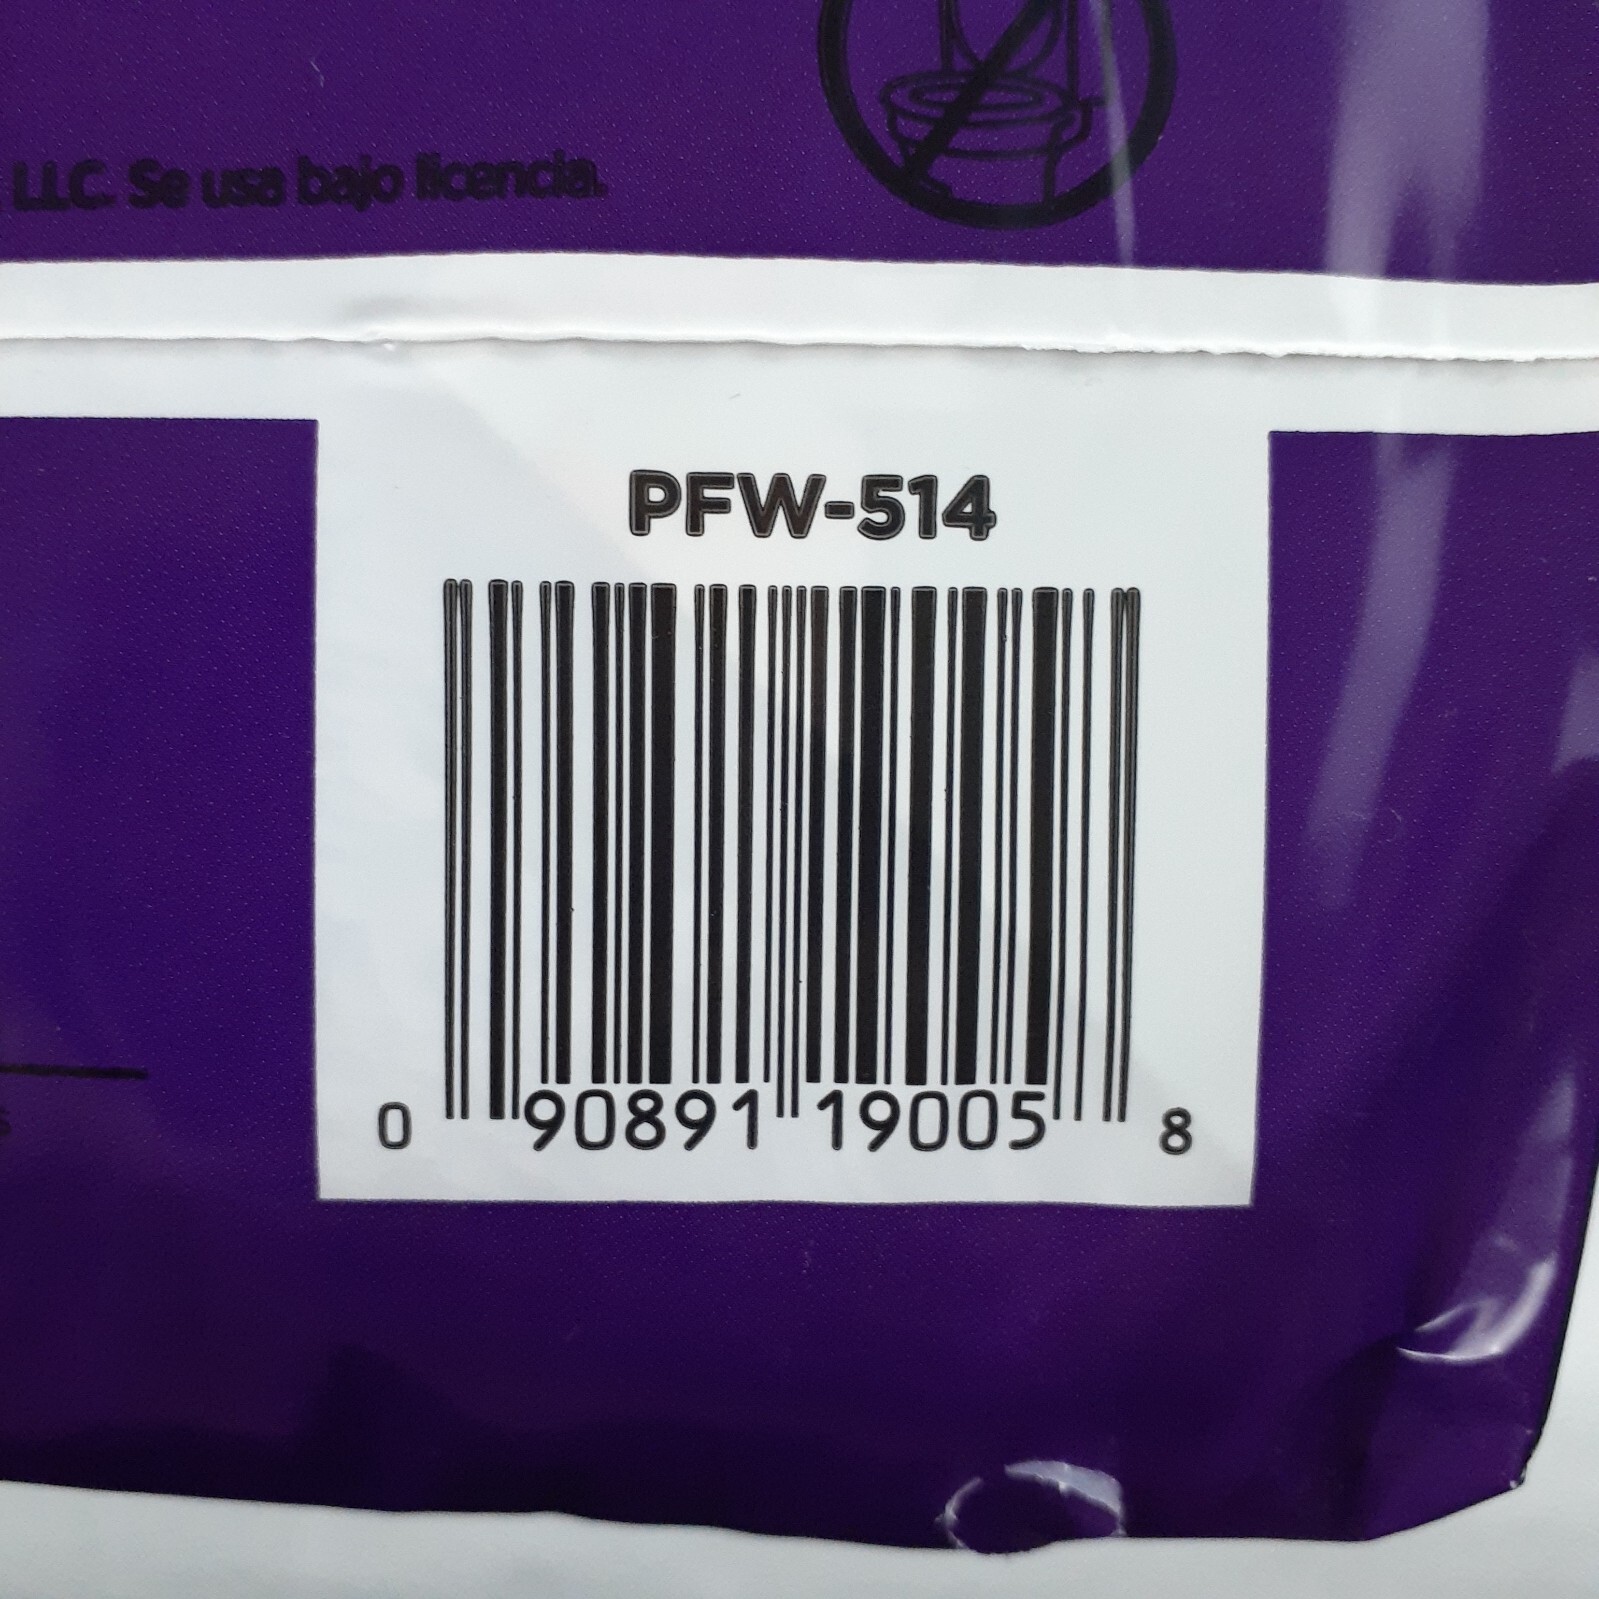 LLC. Se usa bajo licencia.
PFW-514
0 90891 19005 8